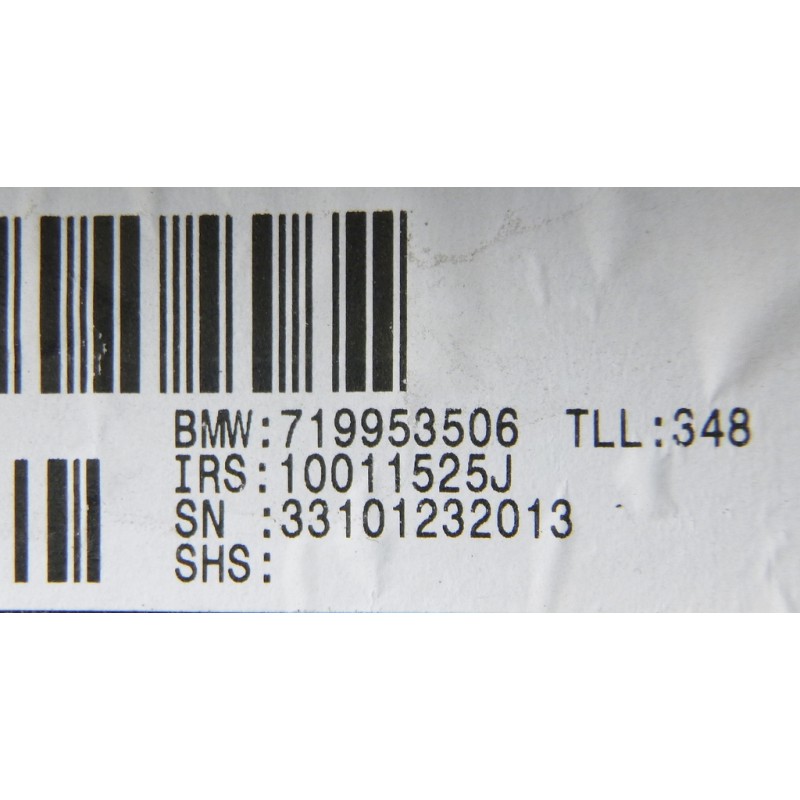 BMW:719953506 TLL:348
IRS:10011525J
SN :33101232013
SHS: